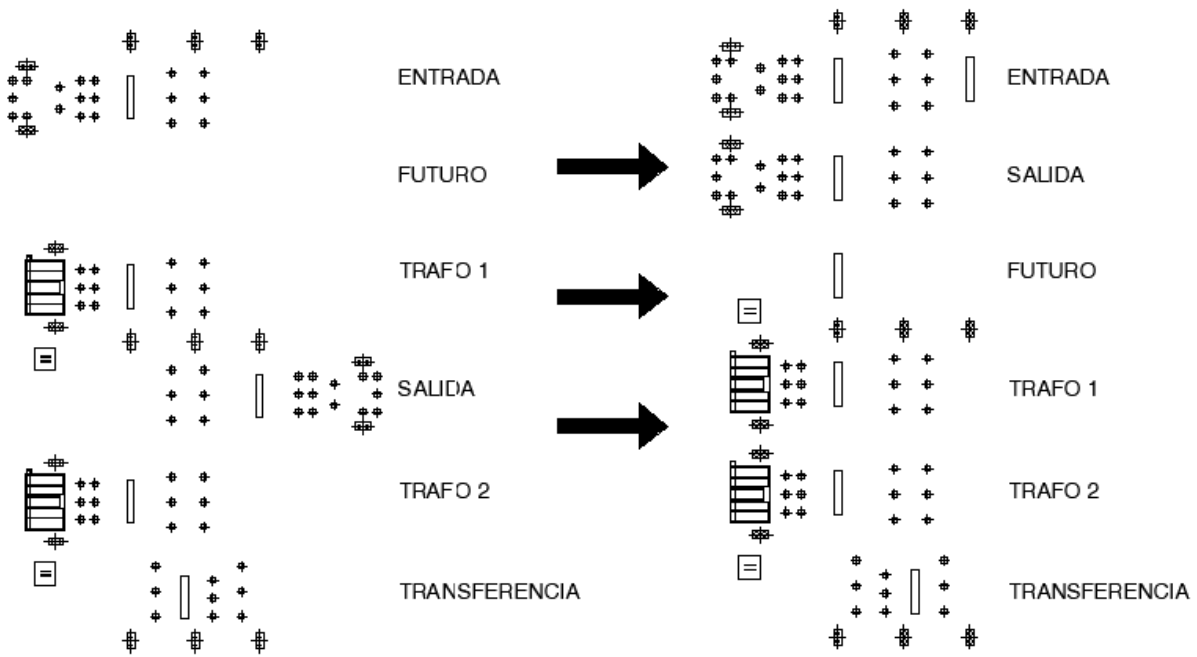 ENTRADA
FUTURO
TRAFO 1
SALIDA
TRAFO 2
TRANSFERENCIA
ENTRADA
SALIDA
FUTURO
TRAFO 1
TRAFO 2
TRANSFERENCIA